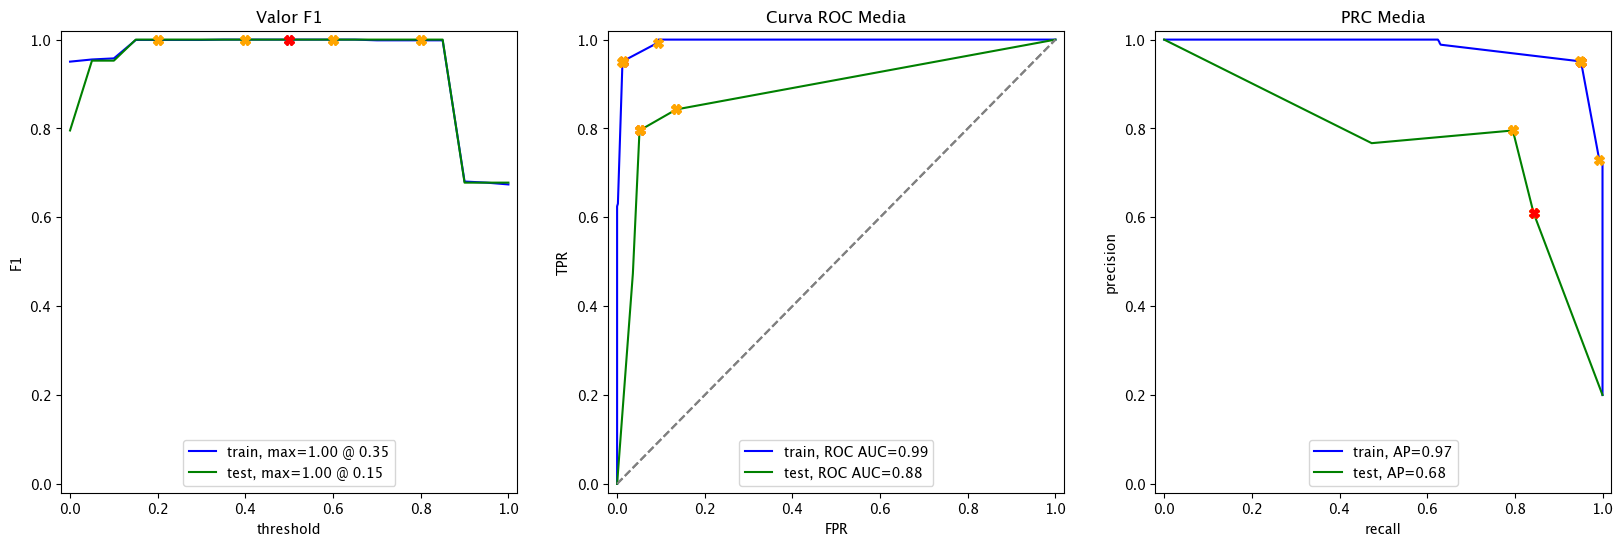 Valor F1
F1
1.0
0.8
0.6
0.4
0.2
0.0
train, max=1.00 @ 0.35
test, max=1.00 @ 0.15
0.0 0.2 0.4 0.6 0.8 1.0
threshold
Curva ROC Media
TPR
1.0
0.8
0.6
0.4
0.2
0.0
train, ROC AUC=0.99
test, ROC AUC=0.88
0.0 0.2 0.4 0.6 0.8 1.0
FPR
PRC Media
precision
1.0
0.8
0.6
0.4
0.2
0.0
train, AP=0.97
test, AP=0.68
0.0 0.2 0.4 0.6 0.8 1.0
recall